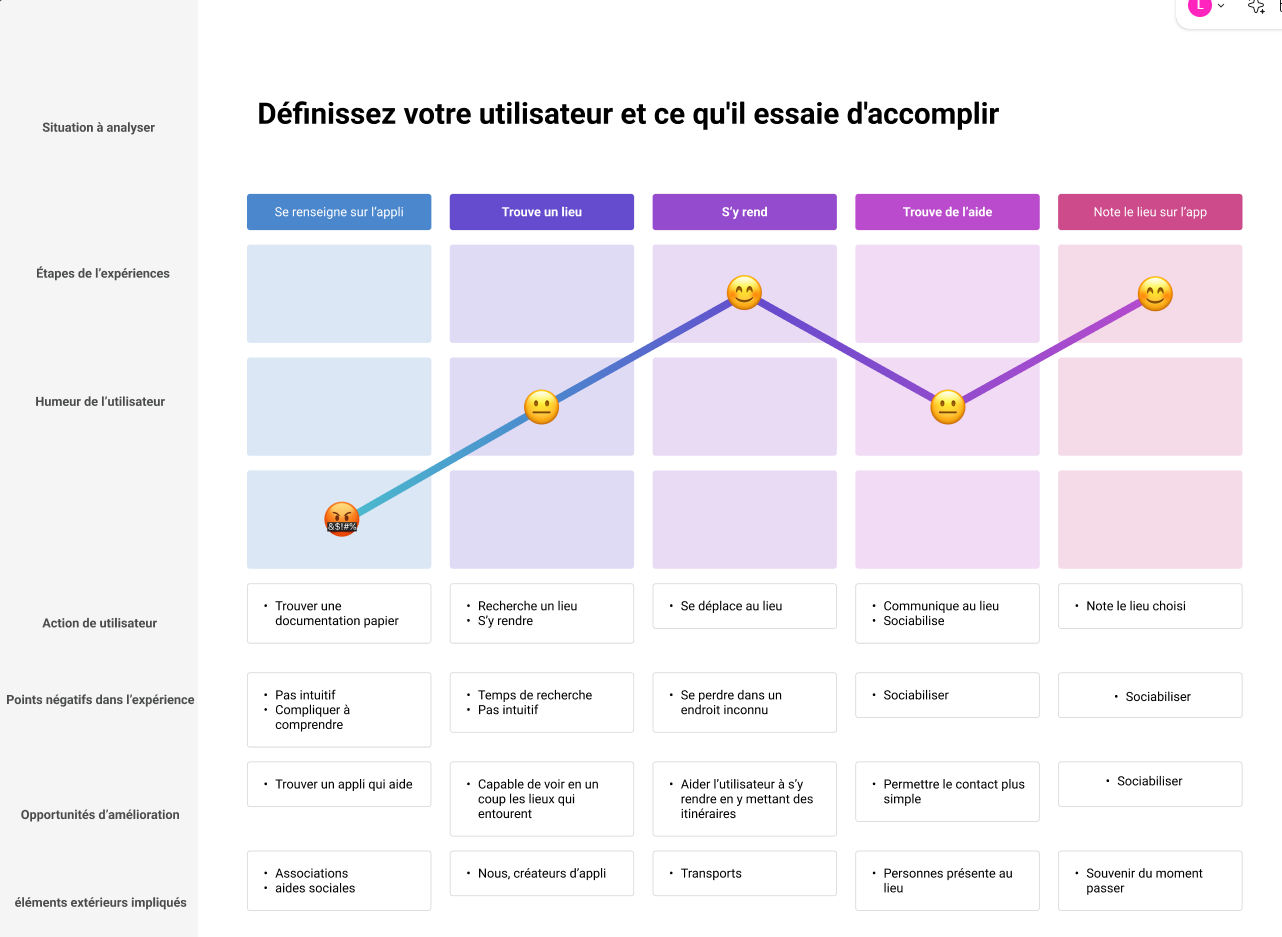 L
Situation à analyser
Définissez votre utilisateur et ce qu'il essaie d'accomplir
Se renseigne sur l’appli
Trouve un lieu
S’y rend
Trouve de l’aide
Note le lieu sur l’app
Étapes de l’expériences
Humeur de l’utilisateur
&$!#%
Action de utilisateur
• Trouver une
documentation papier
• Recherche un lieu
• S’y rendre
• Se déplace au lieu
• Communique au lieu
• Sociabilise
• Note le lieu choisi
Points négatifs dans l’expérience
• Pas intuitif
• Compliquer à
comprendre
• Temps de recherche
• Pas intuitif
• Se perdre dans un
endroit inconnu
• Sociabiliser
• Sociabiliser
Opportunités d’amélioration
• Trouver un appli qui aide
• Capable de voir en un
coup les lieux qui
entourent
• Aider l’utilisateur à s’y
rendre en y mettant des
itinéraires
• Permettre le contact plus
simple
• Sociabiliser
éléments extérieurs impliqués
• Associations
• aides sociales
• Nous, créateurs d’appli
• Transports
• Personnes présente au
lieu
• Souvenir du moment
passer